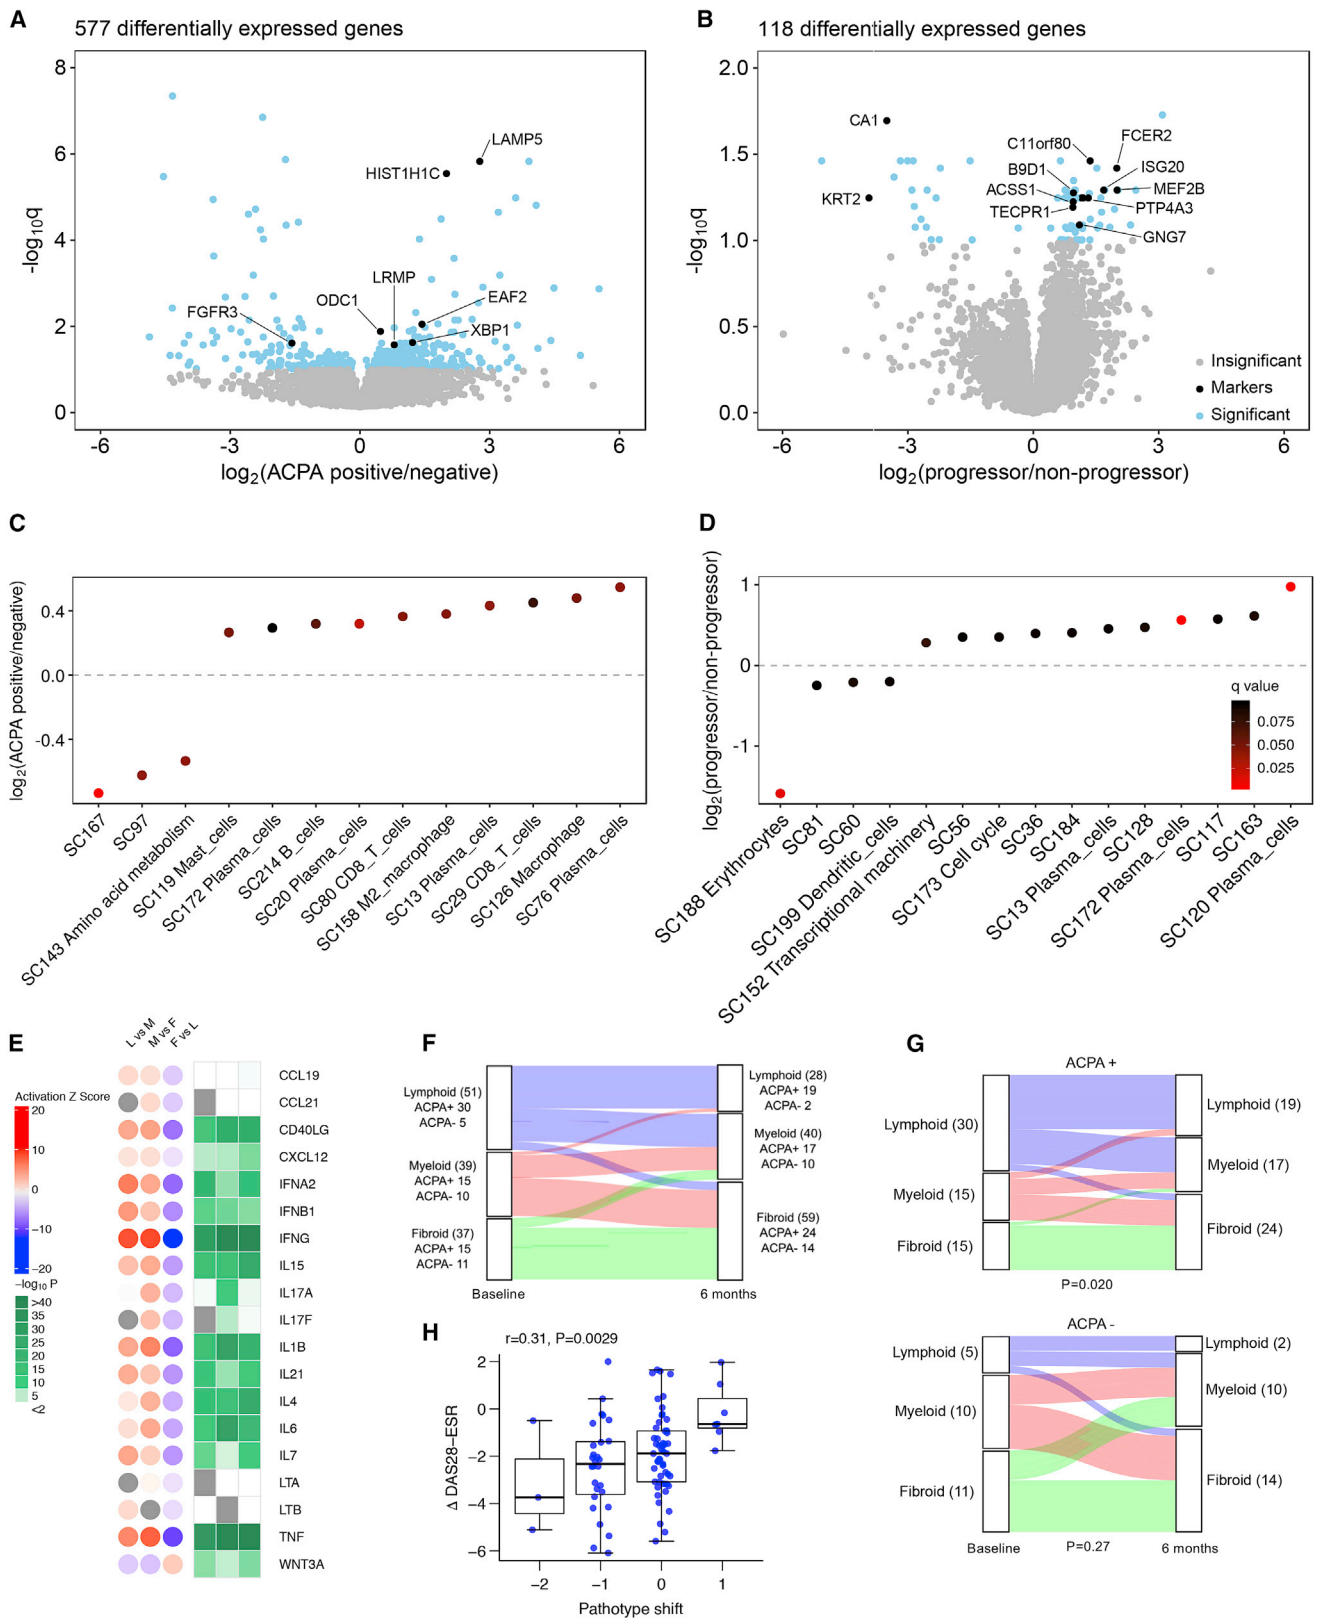 A
577 differentially expressed genes
8
6
4
2
0
-log10q
LAMP5
HIST1H1C
LRMP
ODC1
EAF2
FGFR3
XBP1
-6
-3
0
3
6
log2(ACPA positive/negative)
B
118 differentially expressed genes
2.0
1.5
1.0
0.5
0.0
-log10q
CA1
KRT2
C11orf80
FCER2
B9D1
ISG20
ACSS1
MEF2B
TECPR1
PTP4A3
GNG7
Insignificant
Markers
Significant
-6
-3
0
3
6
log2(progressor/non-progressor)
C
log2(ACPA positive/negative)
0.4
0.0
-0.4
SC167
SC97
SC143 Amino acid metabolism
SC119 Mast_cells
SC172 Plasma_cells
SC214 B_cells
SC20 Plasma_cells
SC80 CD8_T_cells
SC158 M2_macrophage
SC13 Plasma_cells
SC29 CD8_T_cells
SC126 Macrophage
SC76 Plasma_cells
D
log2(progressor/non-progressor)
1
0
-1
q value
0.075
0.050
0.025
SC188 Erythrocytes
SC81
SC60
SC199 Dendritic_cells
SC152 Transcriptional machinery
SC56
SC173 Cell cycle
SC36
SC184
SC13 Plasma_cells
SC128
SC172 Plasma_cells
SC117
SC163
SC120 Plasma_cells
E
L vs M
M vs F
F vs L
Activation Z Score
20
10
0
−10
−20
−log10 P
>40
35
30
25
20
15
10
5
<2
CCL19
CCL21
CD40LG
CXCL12
IFNA2
IFNB1
IFNG
IL15
IL17A
IL17F
IL1B
IL21
IL4
IL6
IL7
LTA
LTB
TNF
WNT3A
F
Lymphoid (51)
ACPA+ 30
ACPA- 5
Myeloid (39)
ACPA+ 15
ACPA- 10
Fibroid (37)
ACPA+ 15
ACPA- 11
Lymphoid (28)
ACPA+ 19
ACPA- 2
Myeloid (40)
ACPA+ 17
ACPA- 10
Fibroid (59)
ACPA+ 24
ACPA- 14
Baseline
6 months
G
ACPA +
Lymphoid (30)
Myeloid (15)
Fibroid (15)
Lymphoid (19)
Myeloid (17)
Fibroid (24)
P=0.020
ACPA -
Lymphoid (5)
Myeloid (10)
Fibroid (11)
Lymphoid (2)
Myeloid (10)
Fibroid (14)
Baseline
P=0.27
6 months
H
r=0.31, P=0.0029
2
0
−2
−4
−6
Δ DAS28−ESR
−2
−1
0
1
Pathotype shift